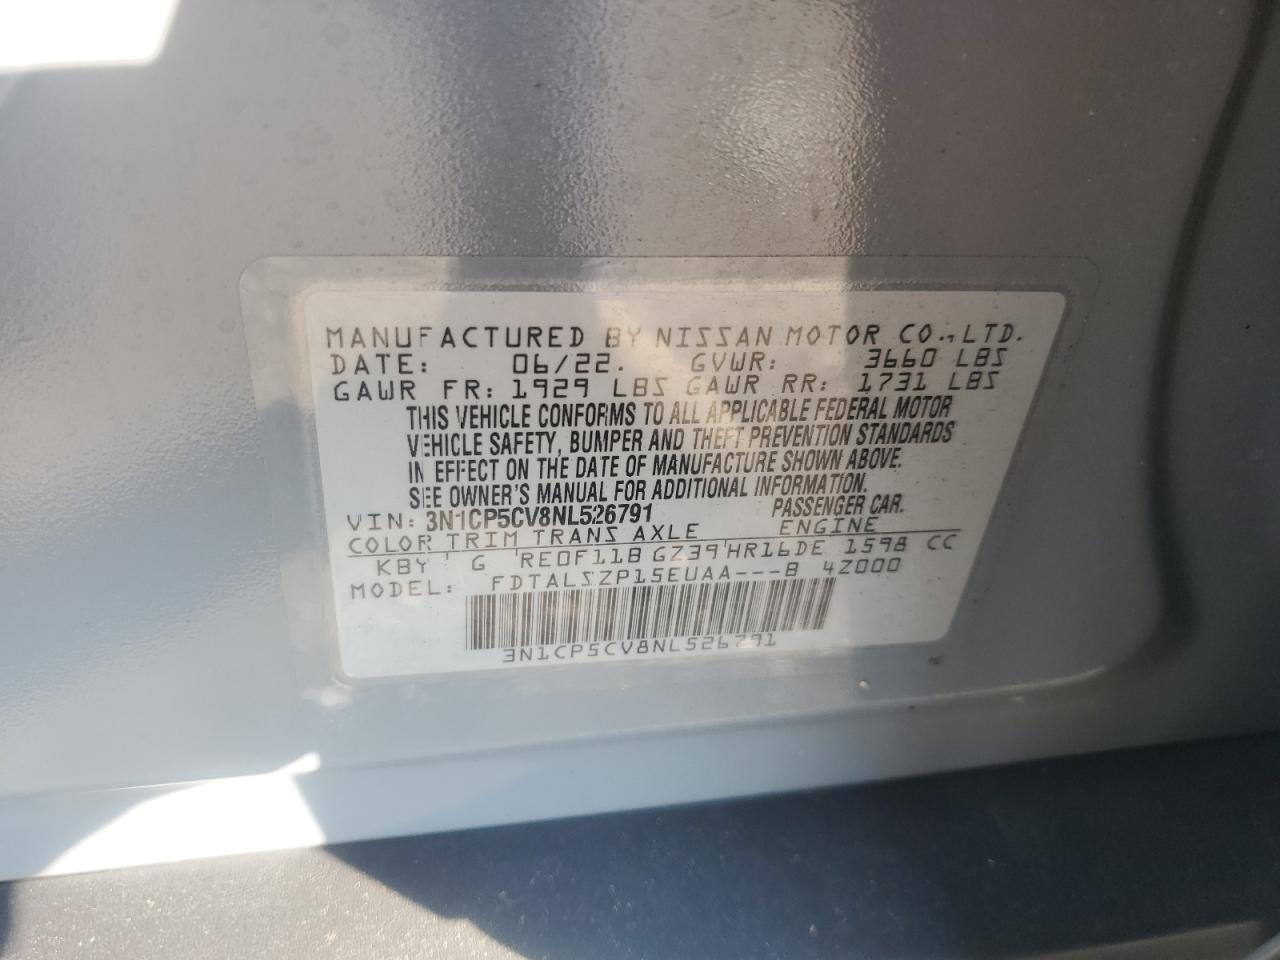 MANUFACTURED BY NISSAN MOTOR CO., LTD.
DATE: 06/22. GVWR: 3660 LBS
GAWR FR: 1929 LBS GAWR RR: 1731 LBS
THIS VEHICLE CONFORMS TO ALL APPLICABLE FEDERAL MOTOR
VEHICLE SAFETY, BUMPER AND THEFT PREVENTION STANDARDS
IN EFFECT ON THE DATE OF MANUFACTURE SHOWN ABOVE.
SEE OWNER'S MANUAL FOR ADDITIONAL INFORMATION.
VIN: 3N1CP5CV8NL526791 PASSENGER CAR.
COLOR TRIM TRANS AXLE ENGINE
KBY G RE0F11B GZ39 HR16DE 1598 CC
MODEL: FDTALSZP15EUAA---B 4Z000
3N1CP5CV8NL526791